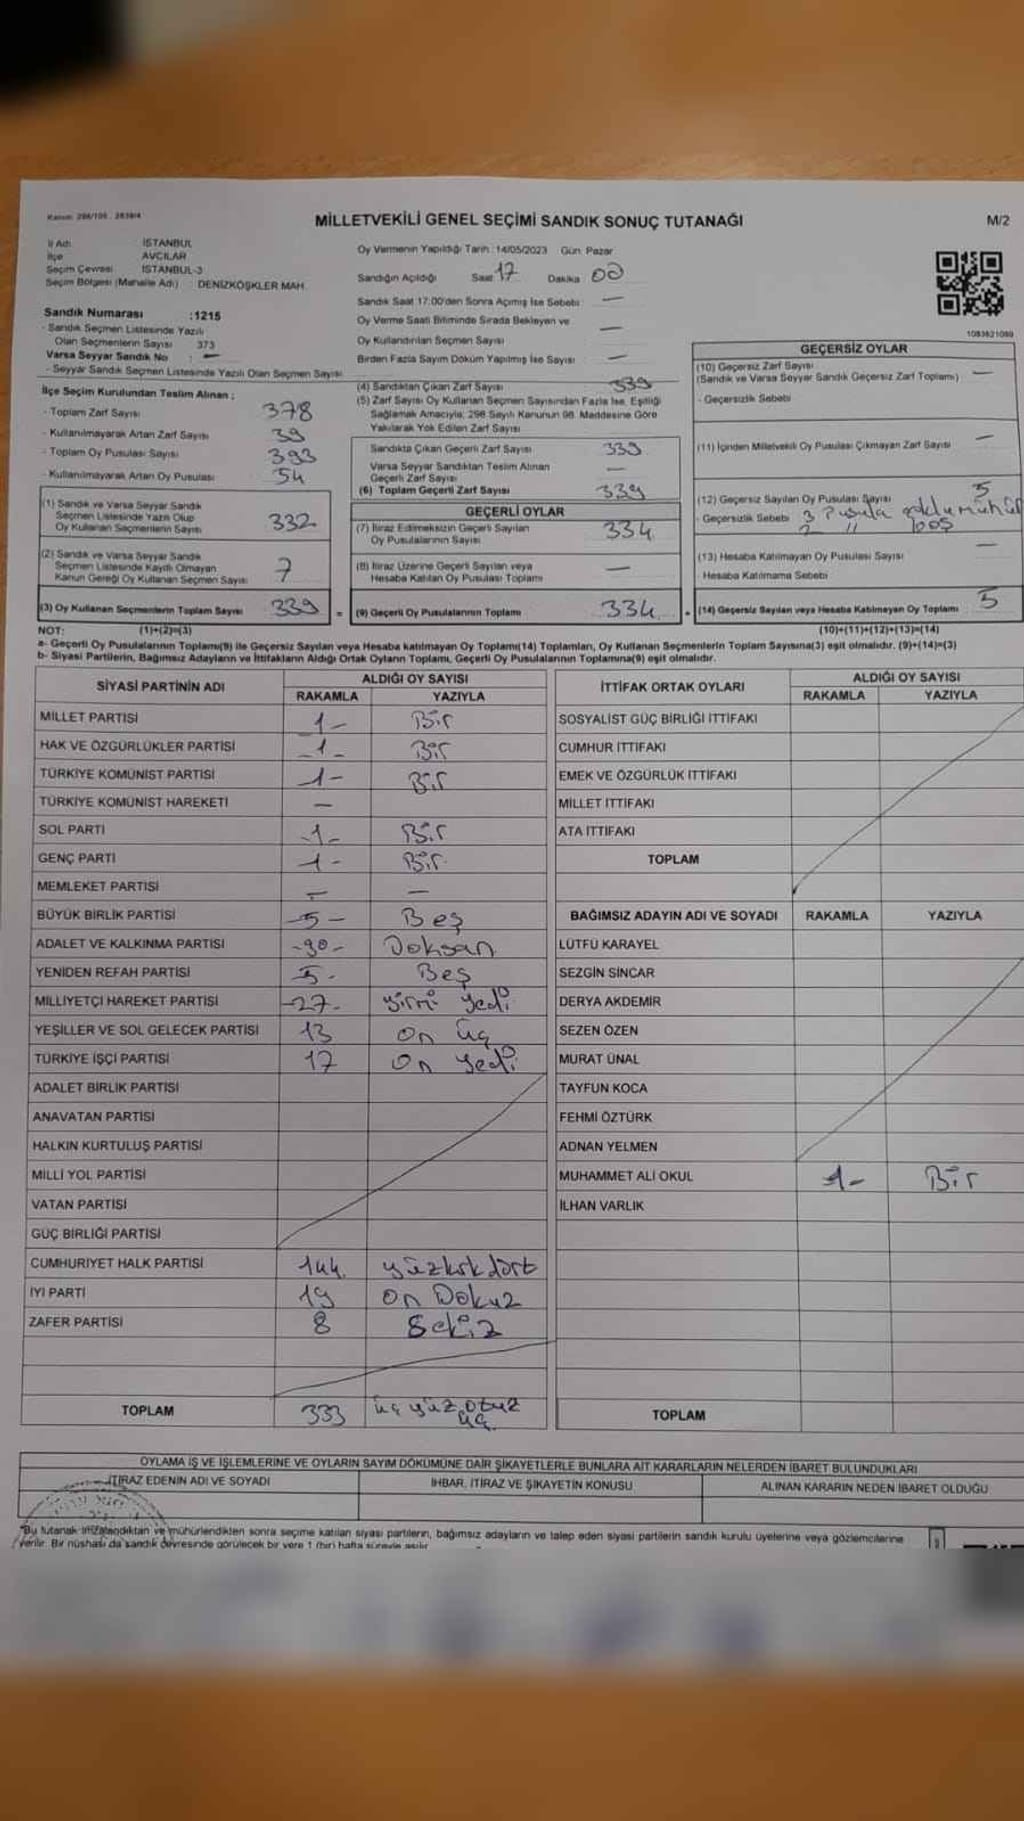 Kanun: 298/105 - 2839/4
MİLLETVEKİLİ GENEL SEÇİMİ SANDIK SONUÇ TUTANAĞI
M/2
İl Adı: İSTANBUL
İlçe AVCILAR
Seçim Çevresi İSTANBUL-3
Seçim Bölgesi (Mahalle Adı) DENİZKÖŞKLER MAH.
Sandık Numarası :1215
- Sandık Seçmen Listesinde Yazılı
Olan Seçmenlerin Sayısı 373
Varsa Seyyar Sandık No : —
- Seyyar Sandık Seçmen Listesinde Yazılı Olan Seçmen Sayısı
Oy Vermenin Yapıldığı Tarih: 14/05/2023 Gün: Pazar
Sandığın Açıldığı Saat 17 Dakika 00
Sandık Saat 17:00'den Sonra Açımış İse Sebebi —
Oy Verme Saati Bitiminde Sırada Bekleyen ve
Oy Kullandırılan Seçmen Sayısı —
Birden Fazla Sayım Döküm Yapılmış İse Sayısı —
1083621089
İlçe Seçim Kurulundan Teslim Alınan ;
- Toplam Zarf Sayısı 378
- Kullanılmayarak Artan Zarf Sayısı 39
- Toplam Oy Pusulası Sayısı 393
- Kullanılmayarak Artan Oy Pusulası 54
(1) Sandık ve Varsa Seyyar Sandık
Seçmen Listesinde Yazılı Olup
Oy Kullanan Seçmenlerin Sayısı 332
(2) Sandık ve Varsa Seyyar Sandık
Seçmen Listesinde Kayıtlı Olmayan
Kanun Gereği Oy Kullanan Seçmen Sayısı 7
(3) Oy Kullanan Seçmenlerin Toplam Sayısı 339 =
(4) Sandıktan Çıkan Zarf Sayısı 339
(5) Zarf Sayısı Oy Kullanan Seçmen Sayısından Fazla İse, Eşitliği
Sağlamak Amacıyla; 298 Sayılı Kanunun 98. Maddesine Göre
Yakılarak Yok Edilen Zarf Sayısı
Sandıkta Çıkan Geçerli Zarf Sayısı 339
Varsa Seyyar Sandıktan Teslim Alınan
Geçerli Zarf Sayısı —
(6) Toplam Geçerli Zarf Sayısı 339
GEÇERLİ OYLAR
(7) İtiraz Edilmeksizin Geçerli Sayılan
Oy Pusulalarının Sayısı 334
(8) İtiraz Üzerine Geçerli Sayılan veya
Hesaba Katılan Oy Pusulası Toplamı —
(9) Geçerli Oy Pusulalarının Toplamı 334
GEÇERSİZ OYLAR
(10) Geçersiz Zarf Sayısı —
(Sandık ve Varsa Seyyar Sandık Geçersiz Zarf Toplamı)
- Geçersizlik Sebebi
(11) İçinden Milletvekili Oy Pusulası Çıkmayan Zarf Sayısı —
(12) Geçersiz Sayılan Oy Pusulası Sayısı 5
- Geçersizlik Sebebi 3 Pusula çoklu mühür
2 " boş
(13) Hesaba Katılmayan Oy Pusulası Sayısı —
- Hesaba Katılmama Sebebi
(14) Geçersiz Sayılan veya Hesaba Katılmayan Oy Toplamı 5
NOT: (1)+(2)=(3)
(10)+(11)+(12)+(13)=(14)
a- Geçerli Oy Pusulalarının Toplamı(9) ile Geçersiz Sayılan veya Hesaba katılmayan Oy Toplamı(14) Toplamları, Oy Kullanan Seçmenlerin Toplam Sayısına(3) eşit olmalıdır. (9)+(14)=(3)
b- Siyasi Partilerin, Bağımsız Adayların ve İttifakların Aldığı Ortak Oyların Toplamı, Geçerli Oy Pusulalarının Toplamına(9) eşit olmalıdır.
SİYASİ PARTİNİN ADI
ALDIĞI OY SAYISI
RAKAMLA YAZIYLA
MİLLET PARTİSİ 1- Bir
HAK VE ÖZGÜRLÜKLER PARTİSİ -1- Bir
TÜRKİYE KOMÜNİST PARTİSİ 1- Bir
TÜRKİYE KOMÜNİST HAREKETİ —
SOL PARTİ -1- Bir
GENÇ PARTİ 1- Bir
MEMLEKET PARTİSİ — —
BÜYÜK BİRLİK PARTİSİ -5- Beş
ADALET VE KALKINMA PARTİSİ -90- Doksan
YENİDEN REFAH PARTİSİ 5- Beş
MİLLİYETÇİ HAREKET PARTİSİ -27- yirmi yedi
YEŞİLLER VE SOL GELECEK PARTİSİ 13 on üç
TÜRKİYE İŞÇİ PARTİSİ 17 on yedi
ADALET BİRLİK PARTİSİ
ANAVATAN PARTİSİ
HALKIN KURTULUŞ PARTİSİ
MİLLİ YOL PARTİSİ
VATAN PARTİSİ
GÜÇ BİRLİĞİ PARTİSİ
CUMHURİYET HALK PARTİSİ 144. yüzkırkdört
İYİ PARTİ 19 on Dokuz
ZAFER PARTİSİ 8 Sekiz
TOPLAM 333 üç yüz otuz
üç
İTTİFAK ORTAK OYLARI
ALDIĞI OY SAYISI
RAKAMLA YAZIYLA
SOSYALİST GÜÇ BİRLİĞİ İTTİFAKI
CUMHUR İTTİFAKI
EMEK VE ÖZGÜRLÜK İTTİFAKI
MİLLET İTTİFAKI
ATA İTTİFAKI
TOPLAM
BAĞIMSIZ ADAYIN ADI VE SOYADI RAKAMLA YAZIYLA
LÜTFÜ KARAYEL
SEZGİN SİNCAR
DERYA AKDEMİR
SEZEN ÖZEN
MURAT ÜNAL
TAYFUN KOCA
FEHMİ ÖZTÜRK
ADNAN YELMEN
MUHAMMET ALİ OKUL 1- Bir
İLHAN VARLIK
TOPLAM
OYLAMA İŞ VE İŞLEMLERİNE VE OYLARIN SAYIM DÖKÜMÜNE DAİR ŞİKAYETLERLE BUNLARA AİT KARARLARIN NELERDEN İBARET BULUNDUKLARI
İTİRAZ EDENİN ADI VE SOYADI İHBAR, İTİRAZ VE ŞİKAYETİN KONUSU ALINAN KARARIN NEDEN İBARET OLDUĞU
*Bu tutanak imzalandıktan ve mühürlendikten sonra seçime katılan siyasi partilerin, bağımsız adayların ve talep eden siyasi partilerin sandık kurulu üyelerine veya gözlemcilerine
verilir. Bir nüshası da sandık çevresinde görülecek bir yere 1 (bir) hafta süreyle asılır.